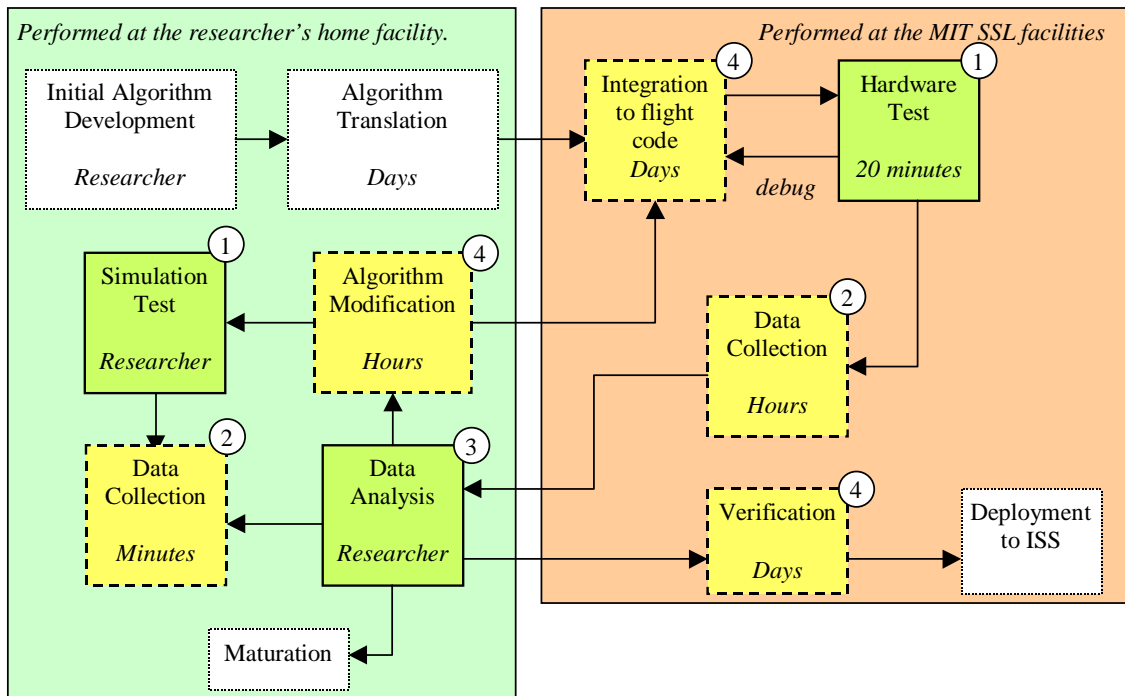 Performed at the researcher’s home facility.
Initial Algorithm
Development
Researcher
Algorithm
Translation
Days
1
Simulation
Test
Researcher
4
Algorithm
Modification
Hours
2
Data
Collection
Minutes
3
Data
Analysis
Researcher
Maturation
Performed at the MIT SSL facilities
4
Integration
to flight
code
Days
1
Hardware
Test
20 minutes
debug
2
Data
Collection
Hours
4
Verification
Days
Deployment
to ISS